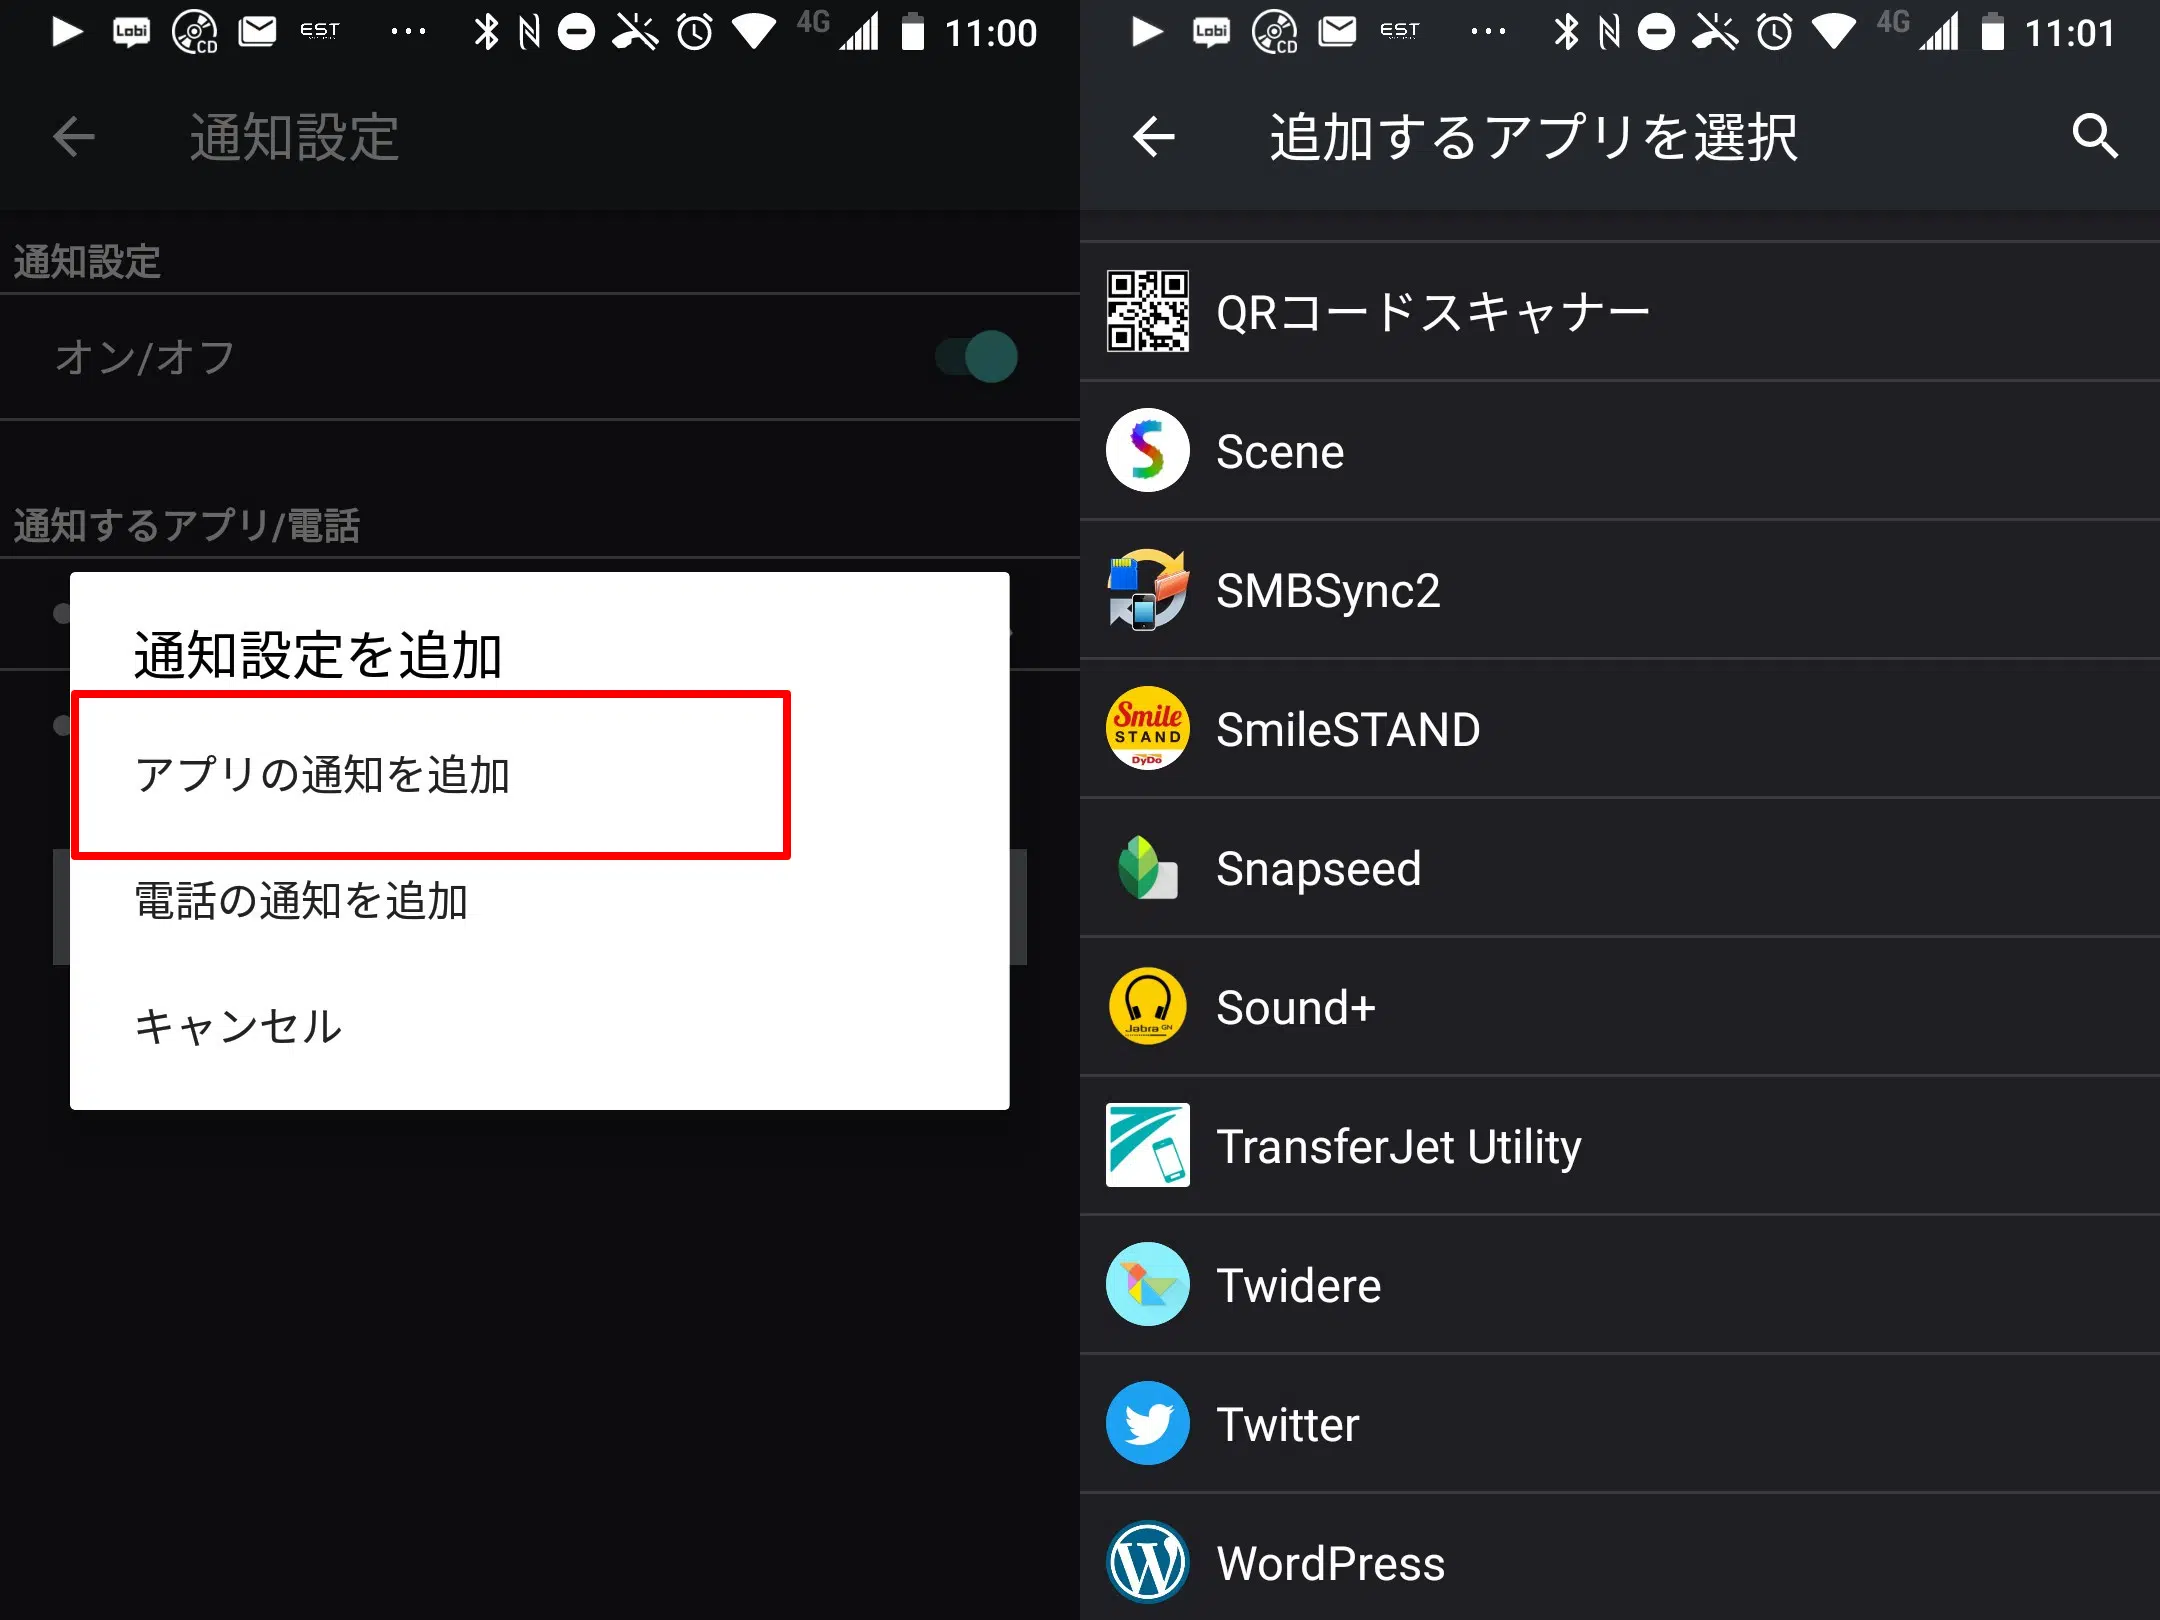 Lobi CD EST 4G 11:00
通知設定
通知設定
オン/オフ
通知するアプリ/電話
通知設定を追加
アプリの通知を追加
電話の通知を追加
キャンセル
Lobi CD EST 4G 11:01
追加するアプリを選択
QRコードスキャナー
Scene
SMBSync2
Smile
STAND
DyDo
SmileSTAND
Snapseed
Jabra GN
Sound+
TransferJet Utility
Twidere
Twitter
WordPress